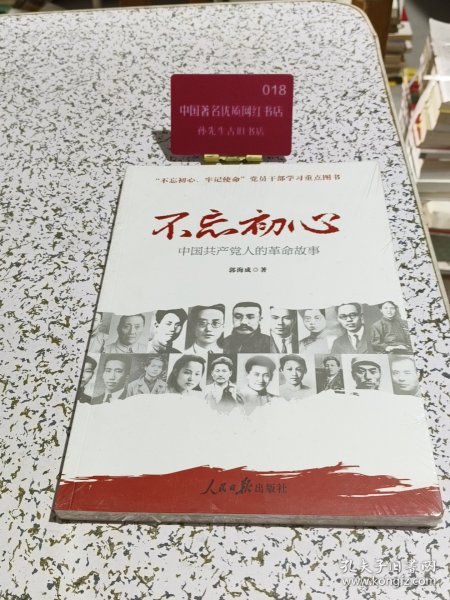 018
中国著名优质网红书店
孙先生古旧书店
“不忘初心、牢记使命”党员干部学习重点图书
不忘初心
中国共产党人的革命故事
郭海成◎著
人民日报出版社
孔夫子旧书网
book.kongfz.com